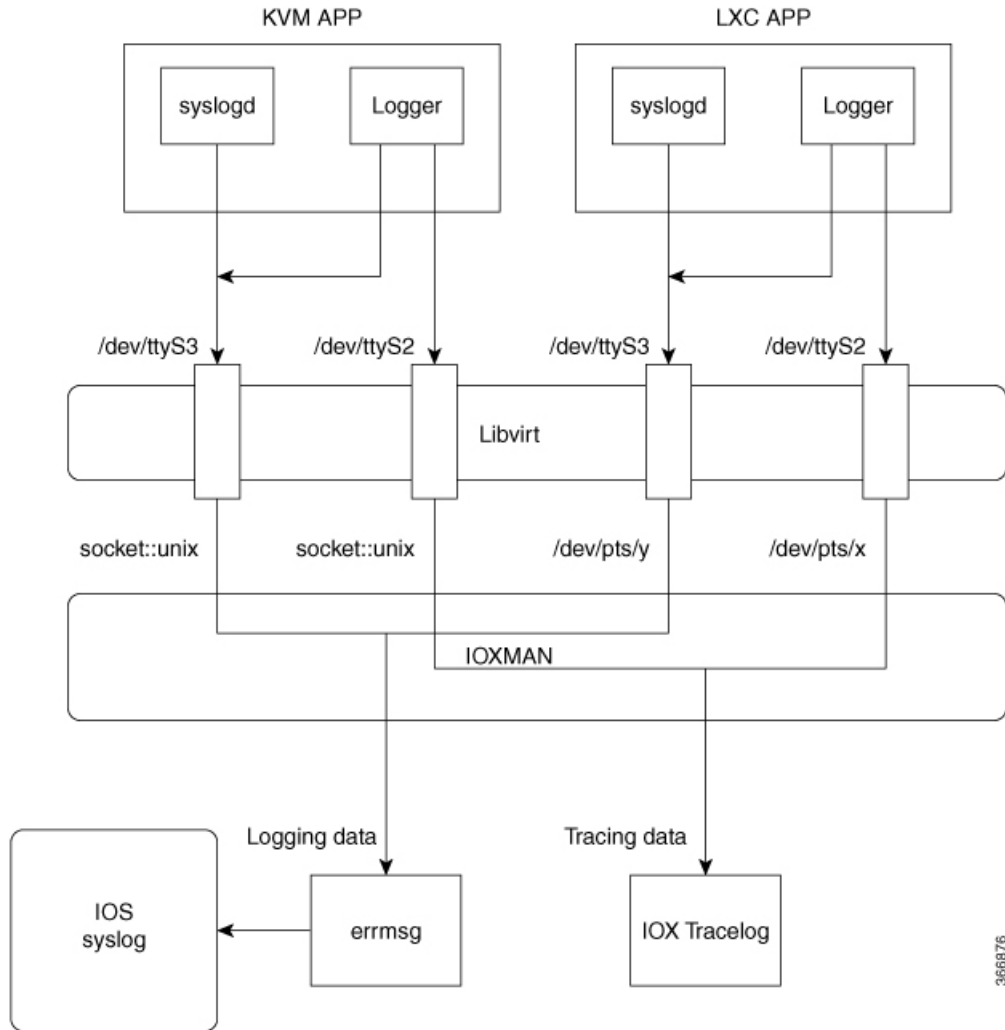 KVM APP
LXC APP
syslogd
Logger
syslogd
Logger
/dev/ttyS3
/dev/ttyS2
/dev/ttyS3
/dev/ttyS2
Libvirt
socket::unix
socket::unix
/dev/pts/y
/dev/pts/x
IOXMAN
Logging data
Tracing data
IOS
syslog
errmsg
IOX Tracelog
366876